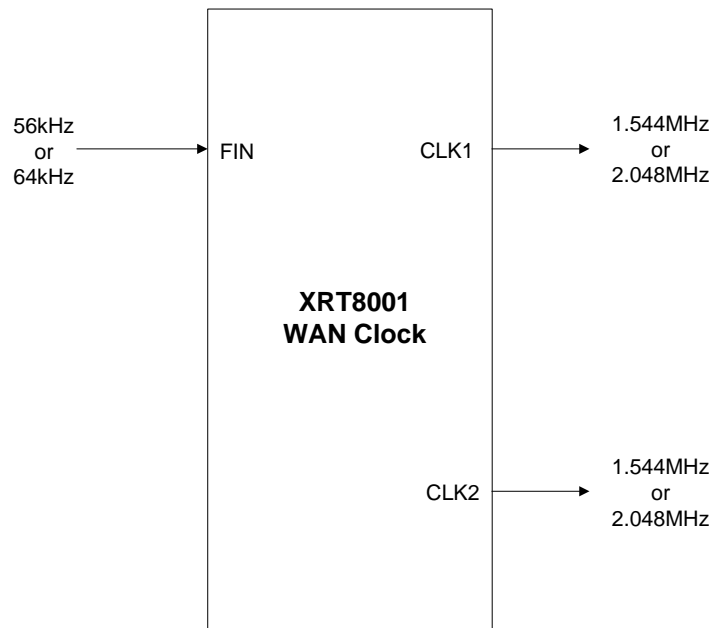 56kHz
or
64kHz
FIN
CLK1
1.544MHz
or
2.048MHz
XRT8001
WAN Clock
CLK2
1.544MHz
or
2.048MHz